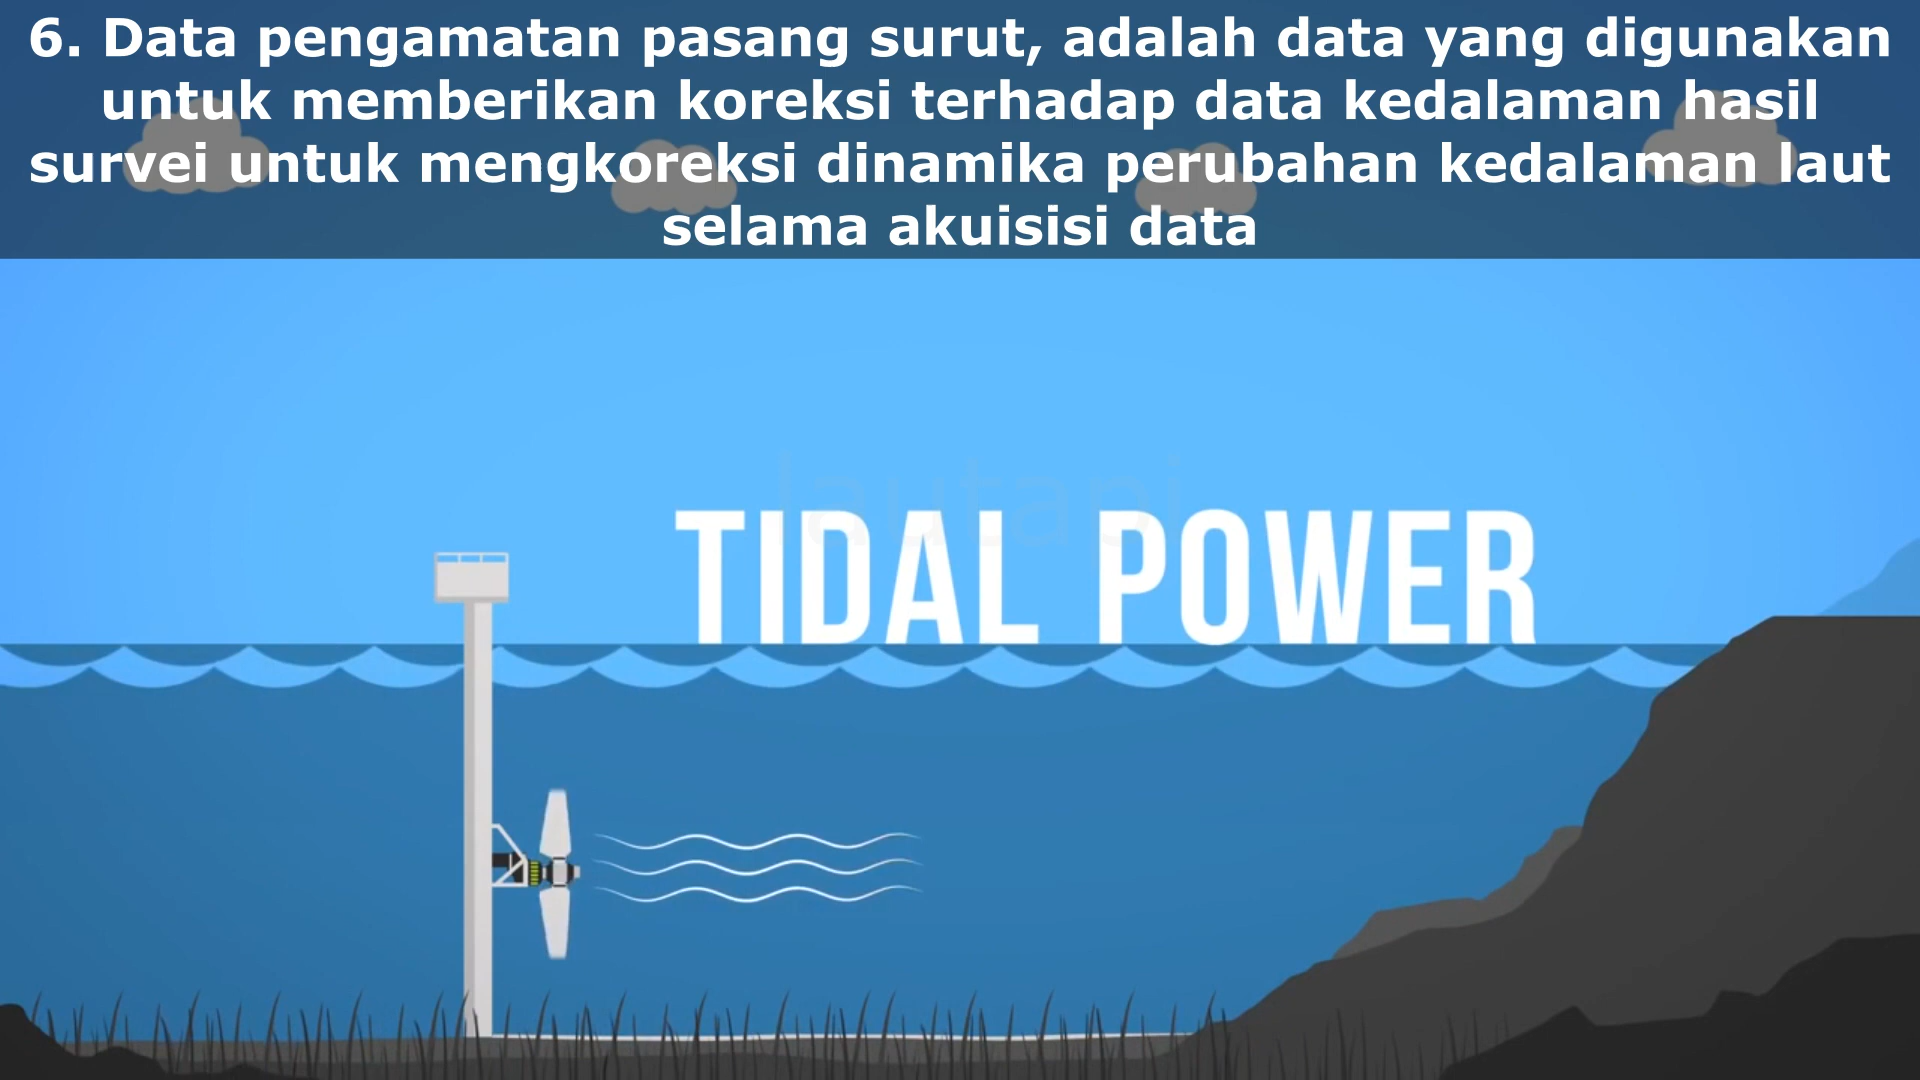 6. Data pengamatan pasang surut, adalah data yang digunakan
untuk memberikan koreksi terhadap data kedalaman hasil
survei untuk mengkoreksi dinamika perubahan kedalaman laut
selama akuisisi data
lautapi
TIDAL POWER